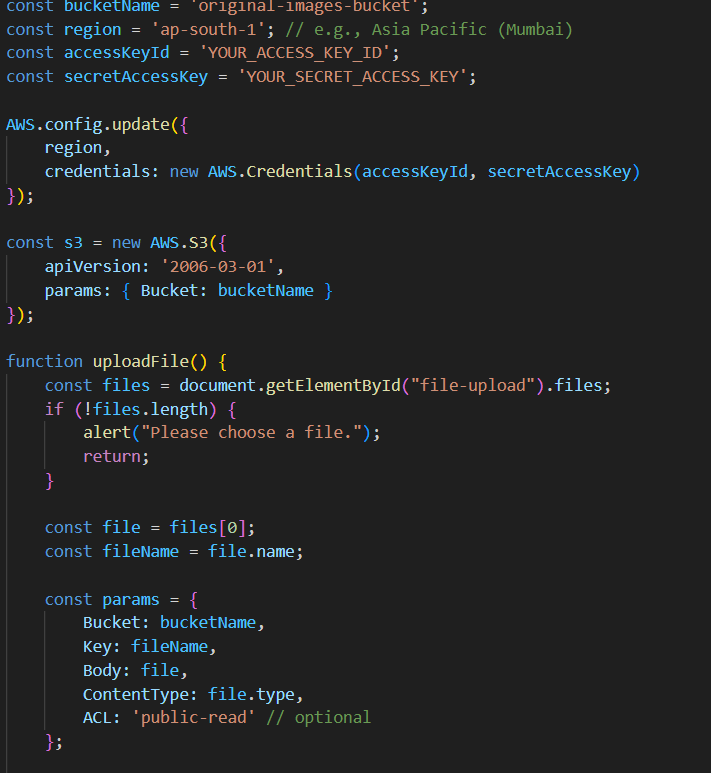 const bucketName = 'original-images-bucket';
const region = 'ap-south-1'; // e.g., Asia Pacific (Mumbai)
const accessKeyId = 'YOUR_ACCESS_KEY_ID';
const secretAccessKey = 'YOUR_SECRET_ACCESS_KEY';

AWS.config.update({
    region,
    credentials: new AWS.Credentials(accessKeyId, secretAccessKey)
});

const s3 = new AWS.S3({
    apiVersion: '2006-03-01',
    params: { Bucket: bucketName }
});

function uploadFile() {
    const files = document.getElementById("file-upload").files;
    if (!files.length) {
        alert("Please choose a file.");
        return;
    }

    const file = files[0];
    const fileName = file.name;

    const params = {
        Bucket: bucketName,
        Key: fileName,
        Body: file,
        ContentType: file.type,
        ACL: 'public-read' // optional
    };